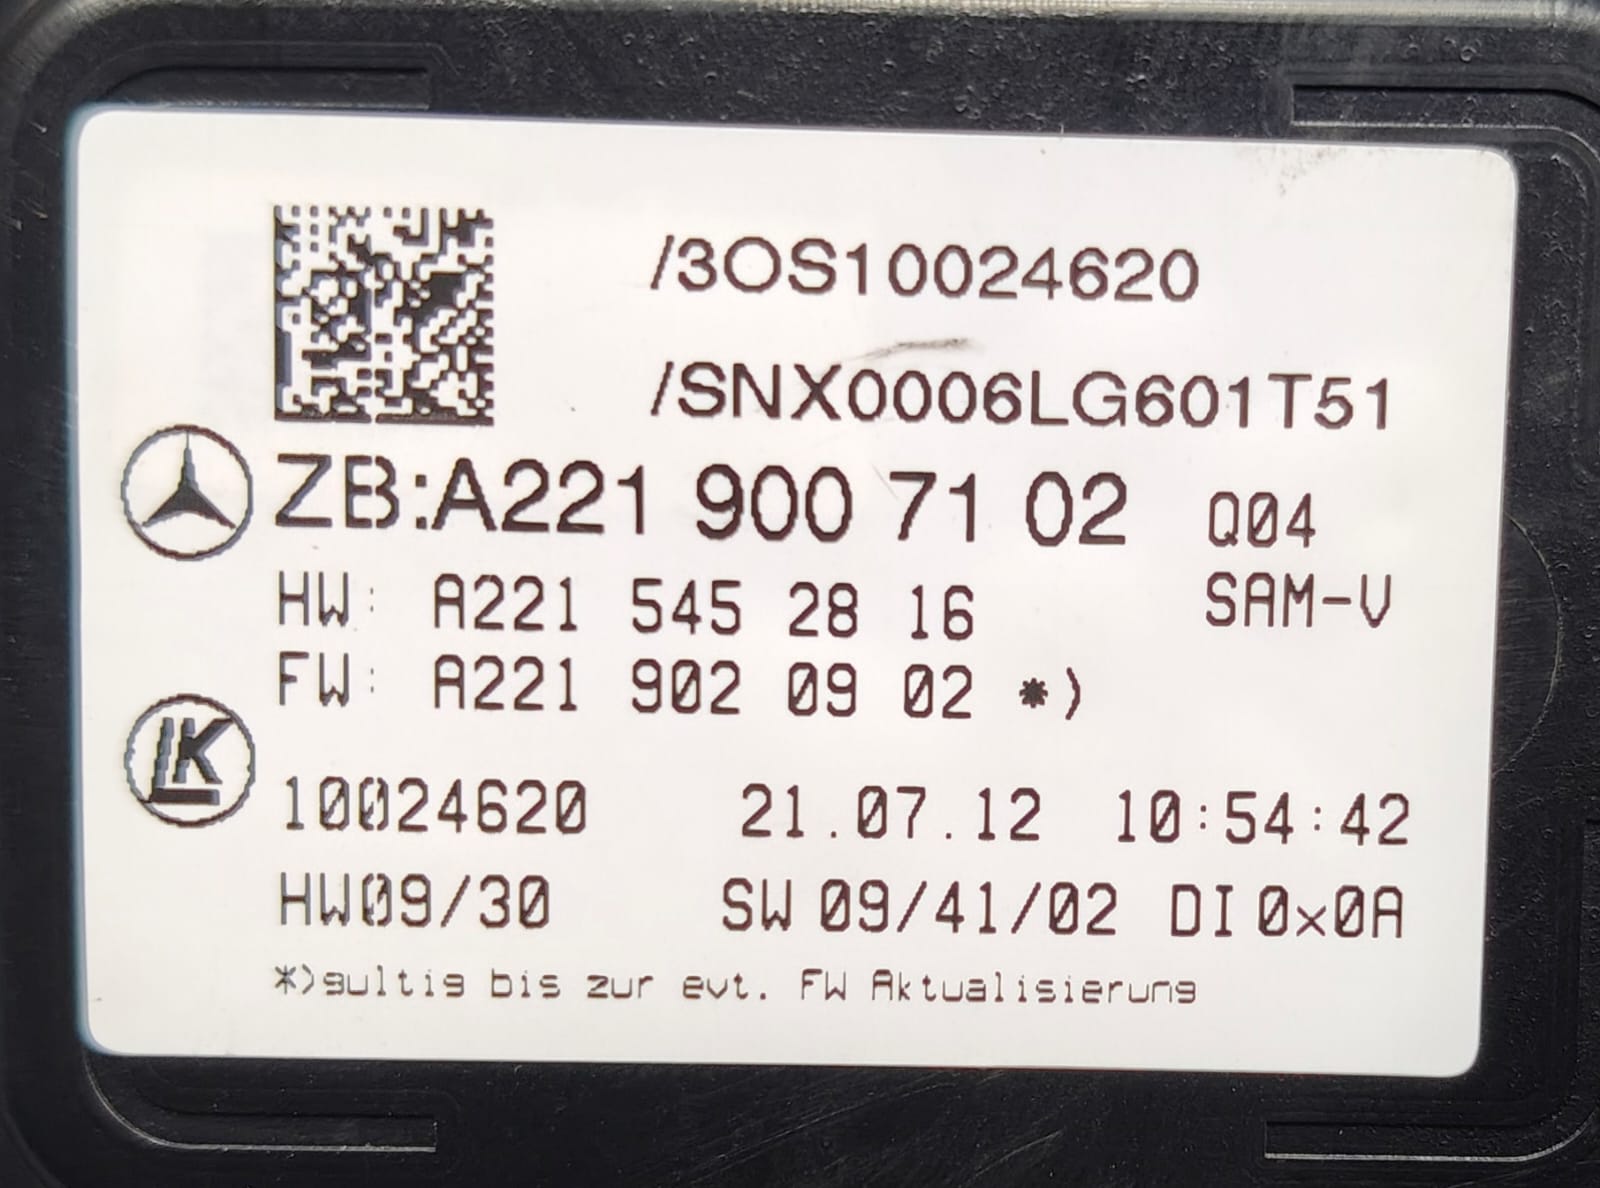 /3OS10024620
/SNX0006LG601T51
ZB:A221 900 71 02 Q04
HW: A221 545 28 16 SAM-V
FW: A221 902 09 02 *)
LK
10024620 21.07.12 10:54:42
HW09/30 SW 09/41/02 DI0x0A
*)gultig bis zur evt. FW Aktualisierung